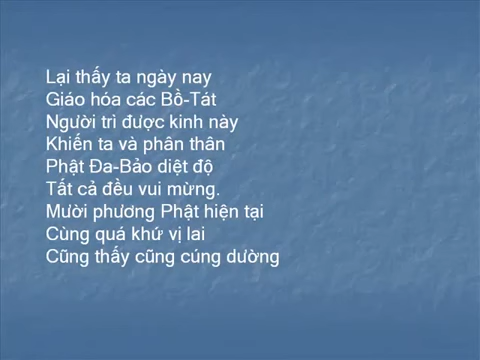 Lại thấy ta ngày nay
Giáo hóa các Bồ-Tát
Người trì được kinh này
Khiến ta và phân thân
Phật Đa-Bảo diệt độ
Tất cả đều vui mừng.
Mười phương Phật hiện tại
Cùng quá khứ vị lai
Cũng thấy cũng cúng dường